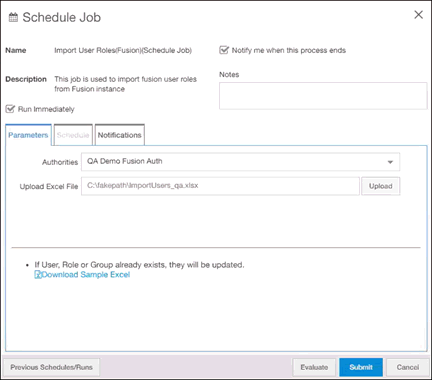 Schedule Job
Name Import User Roles(Fusion)(Schedule Job) Notify me when this process ends
Notes
Description This job is used to import fusion user roles
from Fusion instance
Run Immediately
Parameters Schedule Notifications
Authorities QA Demo Fusion Auth
Upload Excel File C:\fakepath\ImportUsers_qa.xlsx Upload
• If User, Role or Group already exists, they will be updated.
Download Sample Excel
Previous Schedules/Runs Evaluate Submit Cancel